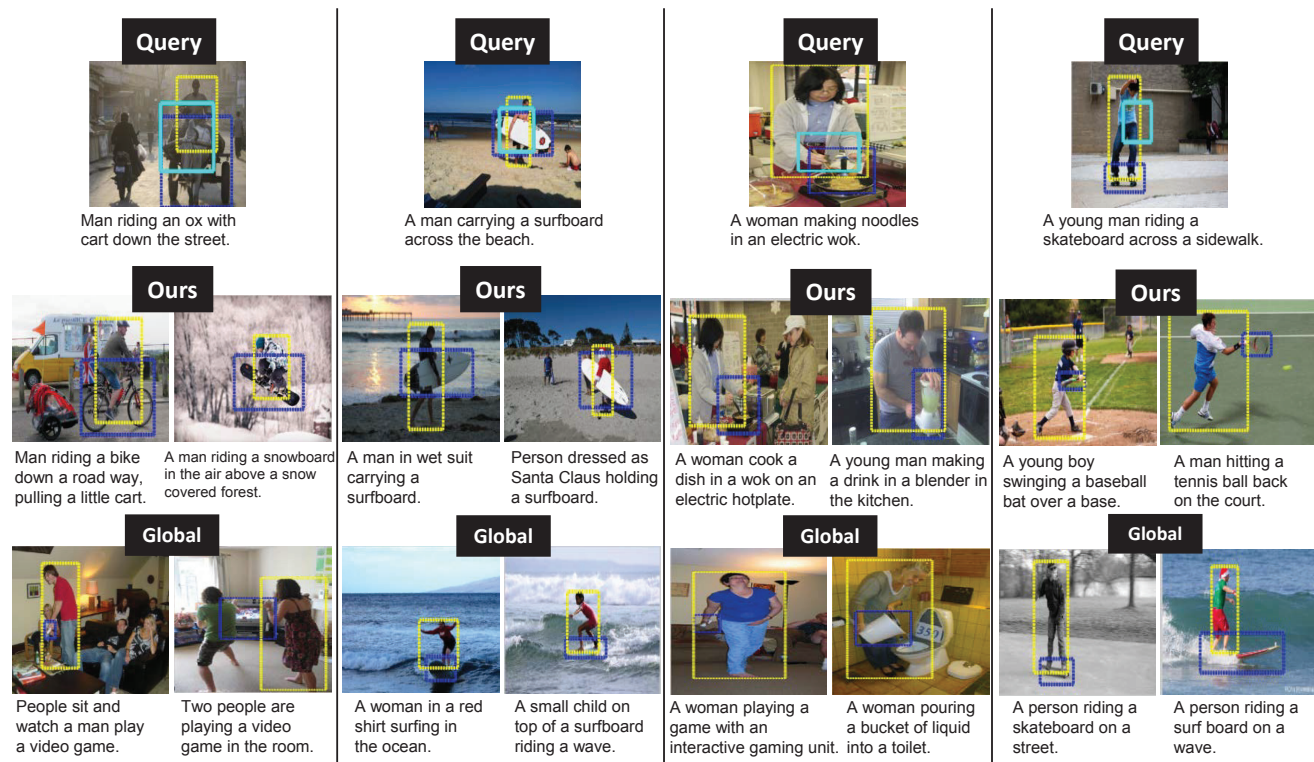 Query
Man riding an ox with
cart down the street.
Query
A man carrying a surfboard
across the beach.
Query
A woman making noodles
in an electric wok.
Query
A young man riding a
skateboard across a sidewalk.
Ours
Man riding a bike
down a road way,
pulling a little cart.
A man riding a snowboard
in the air above a snow
covered forest.
Ours
A man in wet suit
carrying a
surfboard.
Person dressed as
Santa Claus holding
a surfboard.
Ours
A woman cook a
dish in a wok on an
electric hotplate.
A young man making
a drink in a blender in
the kitchen.
Ours
A young boy
swinging a baseball
bat over a base.
A man hitting a
tennis ball back
on the court.
Global
People sit and
watch a man play
a video game.
Two people are
playing a video
game in the room.
Global
A woman in a red
shirt surfing in
the ocean.
A small child on
top of a surfboard
riding a wave.
Global
357
A woman playing a
game with an
interactive gaming unit.
A woman pouring
a bucket of liquid
into a toilet.
Global
A person riding a
skateboard on a
street.
A person riding a
surf board on a
wave.